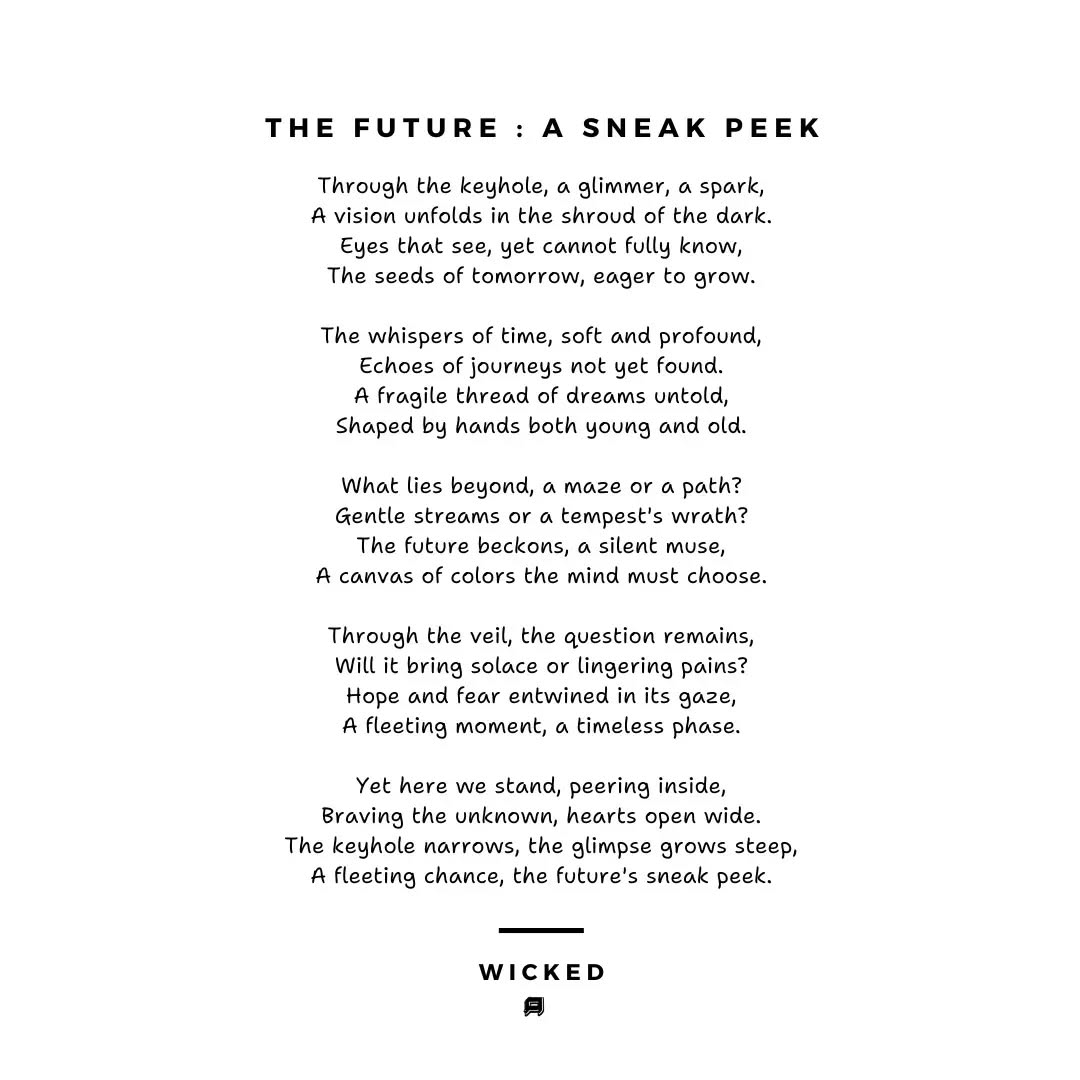 THE FUTURE : A SNEAK PEEK
Through the keyhole, a glimmer, a spark,
A vision unfolds in the shroud of the dark.
Eyes that see, yet cannot fully know,
The seeds of tomorrow, eager to grow.
The whispers of time, soft and profound,
Echoes of journeys not yet found.
A fragile thread of dreams untold,
Shaped by hands both young and old.
What lies beyond, a maze or a path?
Gentle streams or a tempest's wrath?
The future beckons, a silent muse,
A canvas of colors the mind must choose.
Through the veil, the question remains,
Will it bring solace or lingering pains?
Hope and fear entwined in its gaze,
A fleeting moment, a timeless phase.
Yet here we stand, peering inside,
Braving the unknown, hearts open wide.
The keyhole narrows, the glimpse grows steep,
A fleeting chance, the future's sneak peek.
WICKED